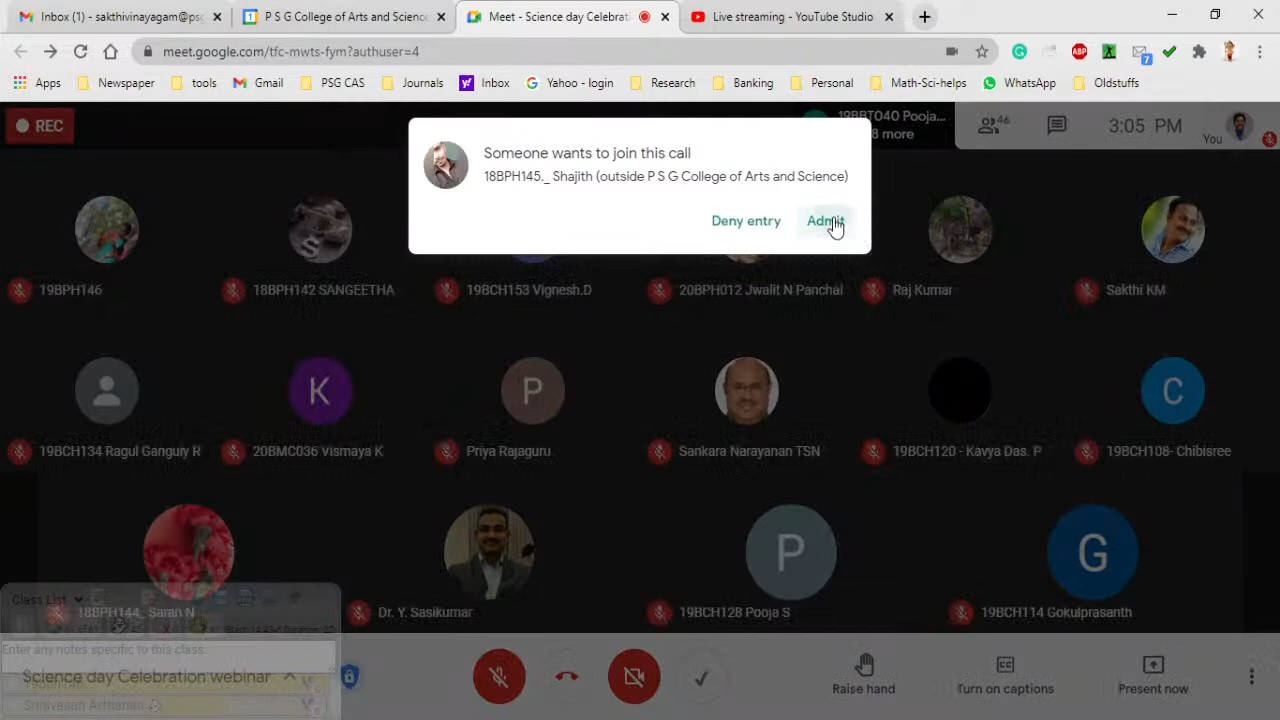 Inbox (1) - sakthivinayagam@psg
P S G College of Arts and Science
Meet - Science day Celebrat
Live streaming - YouTube Studio
meet.google.com/tfc-mwts-fym?authuser=4
7
Apps
Newspaper
tools
Gmail
PSG CAS
Journals
Inbox
Yahoo - login
Research
Banking
Personal
Math-Sci-helps
WhatsApp
Oldstuffs
REC
19BBT040 Pooja...
8 more
46
3:05 PM
You
Someone wants to join this call
18BPH145._ Shajith (outside P S G College of Arts and Science)
Deny entry
Admit
19BPH146
18BPH142 SANGEETHA
19BCH153 Vignesh.D
20BPH012 Jwalit N Panchal
Raj Kumar
Sakthi KM
K
P
C
19BCH134 Ragul Ganguiy R
20BMC036 Vismaya K
Priya Rajaguru
Sankara Narayanan TSN
19BCH120 - Kavya Das. P
19BCH108- Chibisree
P
G
Class List
18BPH144_ Saran N
Dr. Y. Sasikumar
19BCH128 Pooja S
19BCH114 Gokulprasanth
Enter any notes specific to this class.
Science day Celebration webinar
Raise hand
Turn on captions
Present now